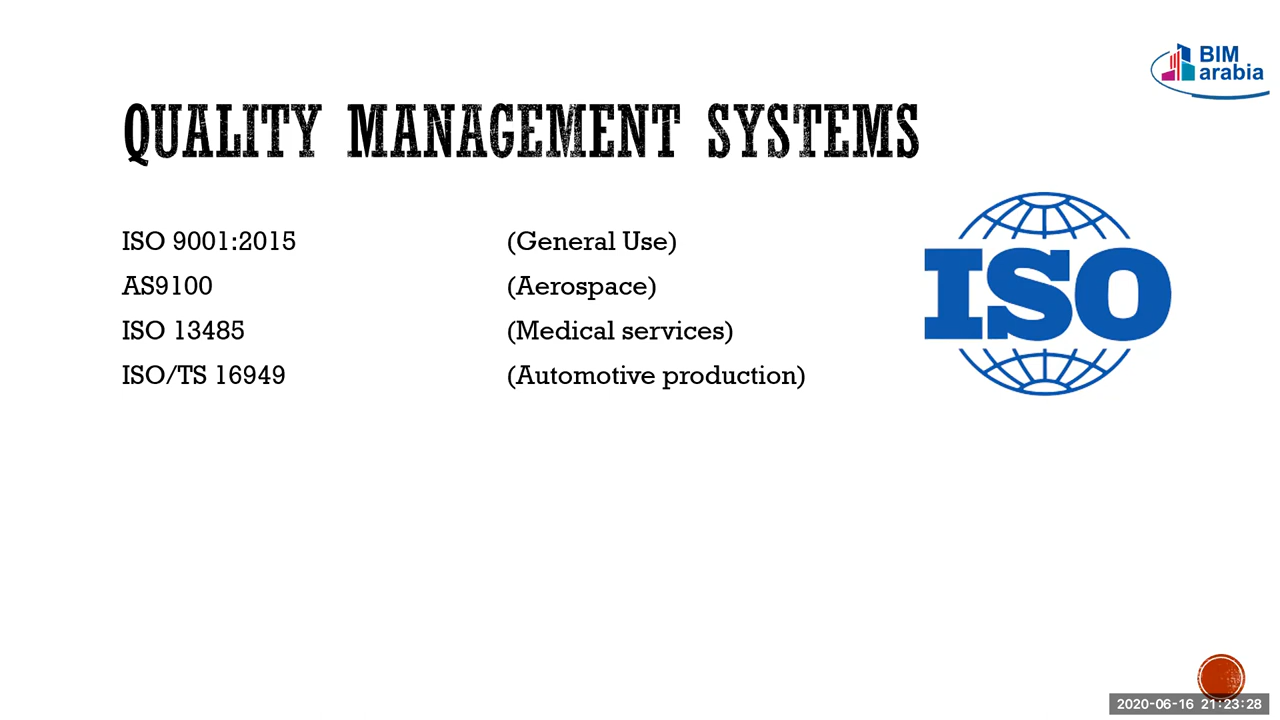 BIM
arabia
QUALITY MANAGEMENT SYSTEMS
ISO 9001:2015 (General Use)
AS9100 (Aerospace)
ISO 13485 (Medical services)
ISO/TS 16949 (Automotive production)
ISO
2020-06-16 21:23:28